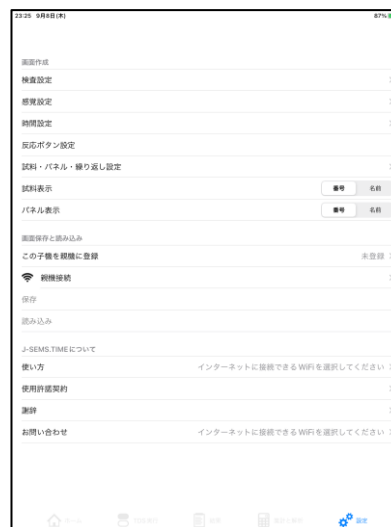 23:25 9月8日(木) 87%
画面作成
検査設定
感覚設定
時間設定
反応ボタン設定
試料・パネル・繰り返し設定
試料表示 番号 名前
パネル表示 番号 名前
画面保存と読み込み
この子機を親機に登録 未登録
親機接続
保存
読み込み
J-SEMS.TIMEについて
使い方 インターネットに接続できるWiFiを選択してください
使用許諾契約
謝辞
お問い合わせ インターネットに接続できるWiFiを選択してください
ホーム 設定